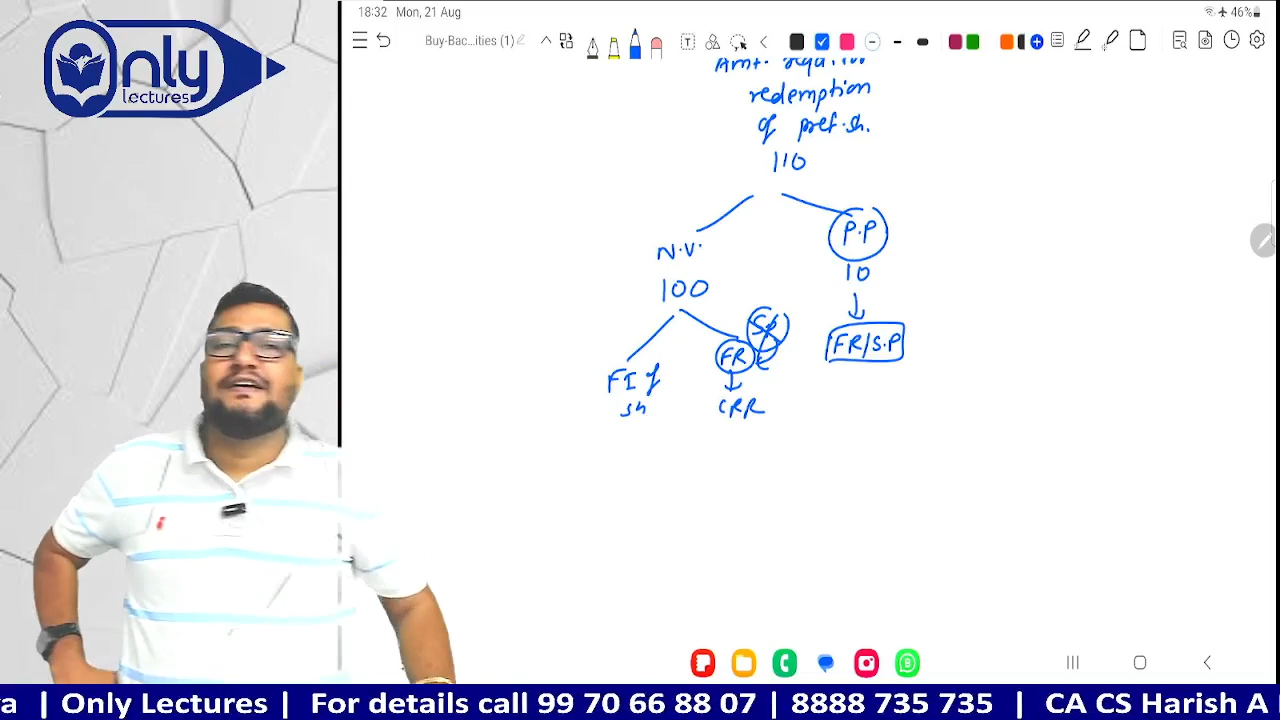 18:32 Mon, 21 Aug
46%
Only
lectures
Buy-Bac...ities (1)
redemption
of pref.sh.
110
N.V.
P.P
100
10
S.P
FR
FR/S.P
FI of
sh
CRR
va | Only Lectures | For details call 99 70 66 88 07 | 8888 735 735 | CA CS Harish A